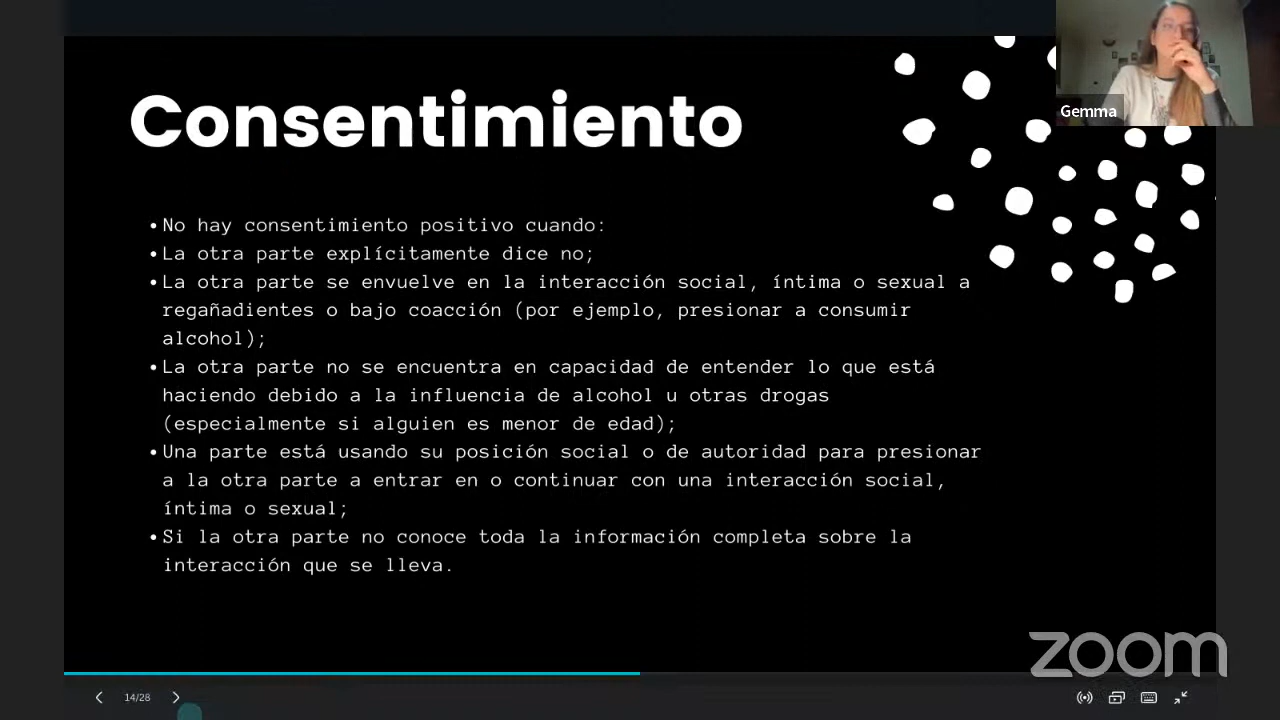 Consentimiento
Gemma
•No hay consentimiento positivo cuando:
•La otra parte explícitamente dice no;
•La otra parte se envuelve en la interacción social, íntima o sexual a
regañadientes o bajo coacción (por ejemplo, presionar a consumir
alcohol);
•La otra parte no se encuentra en capacidad de entender lo que está
haciendo debido a la influencia de alcohol u otras drogas
(especialmente si alguien es menor de edad);
•Una parte está usando su posición social o de autoridad para presionar
a la otra parte a entrar en o continuar con una interacción social,
íntima o sexual;
•Si la otra parte no conoce toda la información completa sobre la
interacción que se lleva.
zoom
14/28